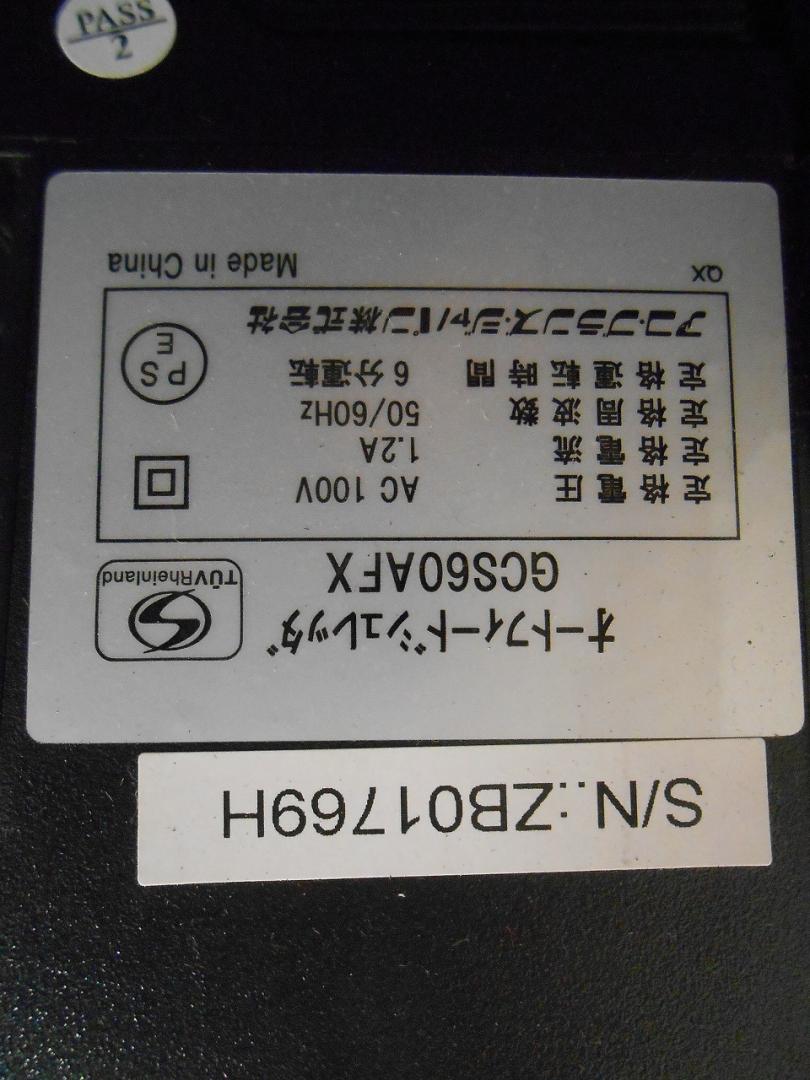 S/N.:ZB01769H
オートフィードシュレッダ
GCS60AFX
TÜVRheinland
定格電圧 AC 100V
定格電流 1.2A
定格周波数 50/60Hz
定格運転時間 6分運転
PS
E
アコ・ブランズ・ジャパン株式会社
QX Made in China
PASS
2